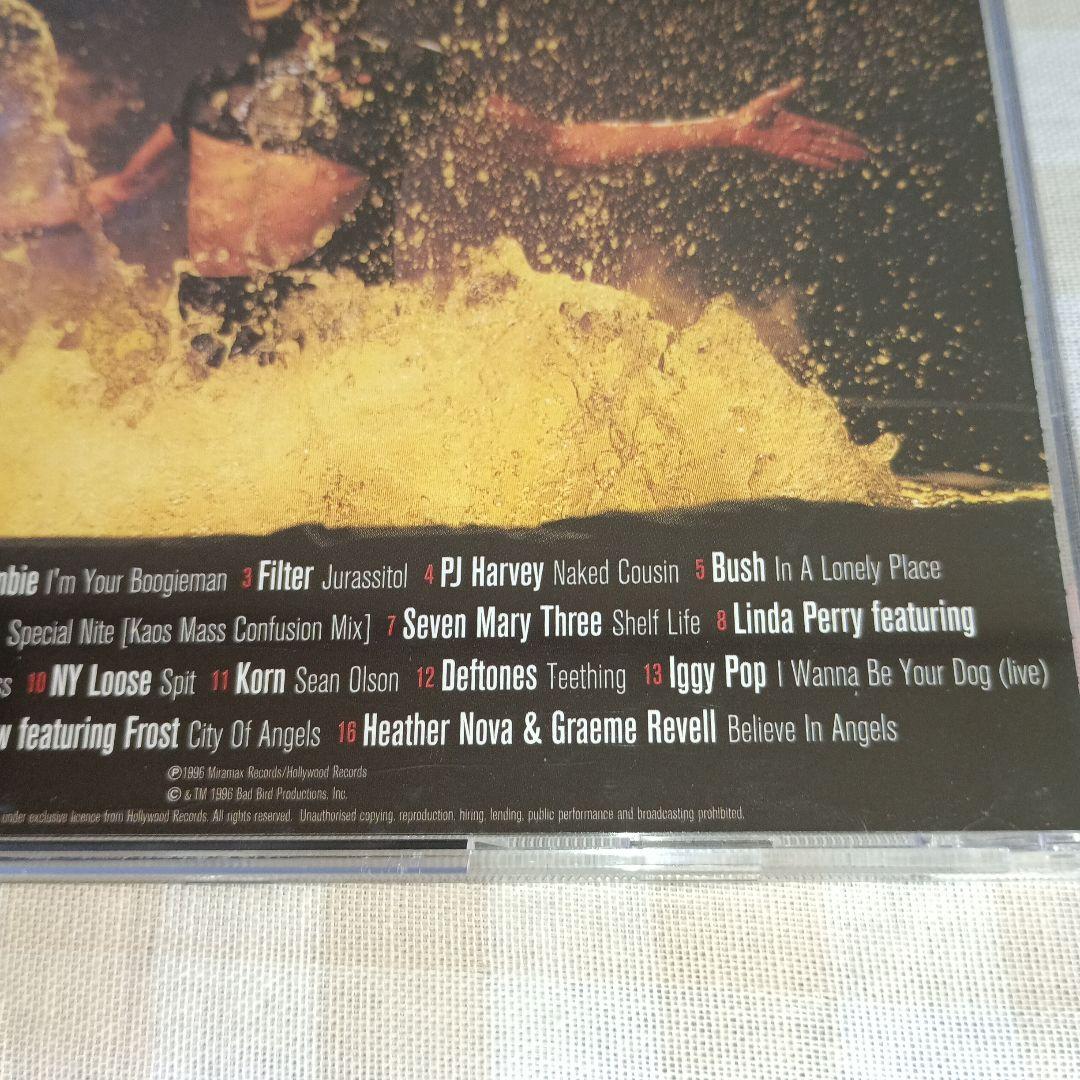 I'm Your Boogieman 3 Filter Jurassitol 4 PJ Harvey Naked Cousin 5 Bush In A Lonely Place
Special Nite [Kaos Mass Confusion Mix] 7 Seven Mary Three Shelf Life 8 Linda Perry featuring
10 NY Loose Spit 11 Korn Sean Olson 12 Deftones Teething 13 Iggy Pop I Wanna Be Your Dog (live)
featuring Frost City Of Angels 16 Heather Nova & Graeme Revell Believe In Angels
℗1996 Miramax Records/Hollywood Records
© & TM 1996 Bad Bird Productions, Inc.
under exclusive licence from Hollywood Records. All rights reserved. Unauthorised copying, reproduction, hiring, lending, public performance and broadcasting prohibited.